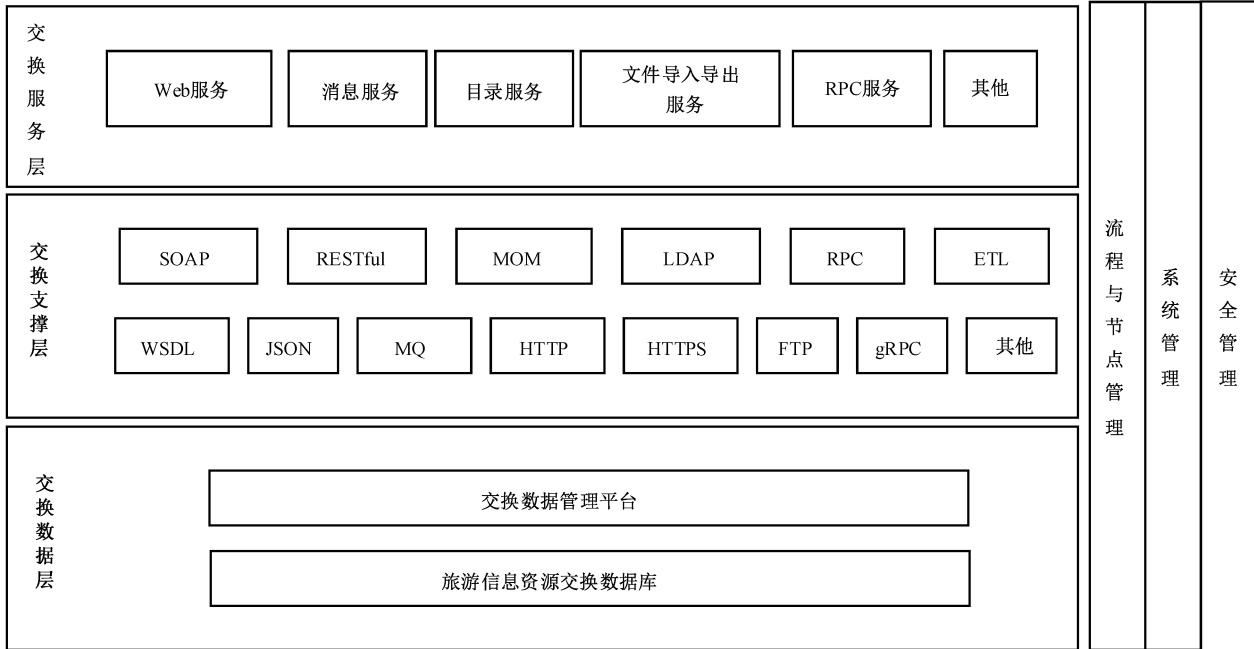 交换服务层
Web服务
消息服务
目录服务
文件导入导出
服务
RPC服务
其他
交换支撑层
SOAP
RESTful
MOM
LDAP
RPC
ETL
WSDL
JSON
MQ
HTTP
HTTPS
FTP
gRPC
其他
交换数据层
交换数据管理平台
旅游信息资源交换数据库
流程与节点管理
系统管理
安全管理